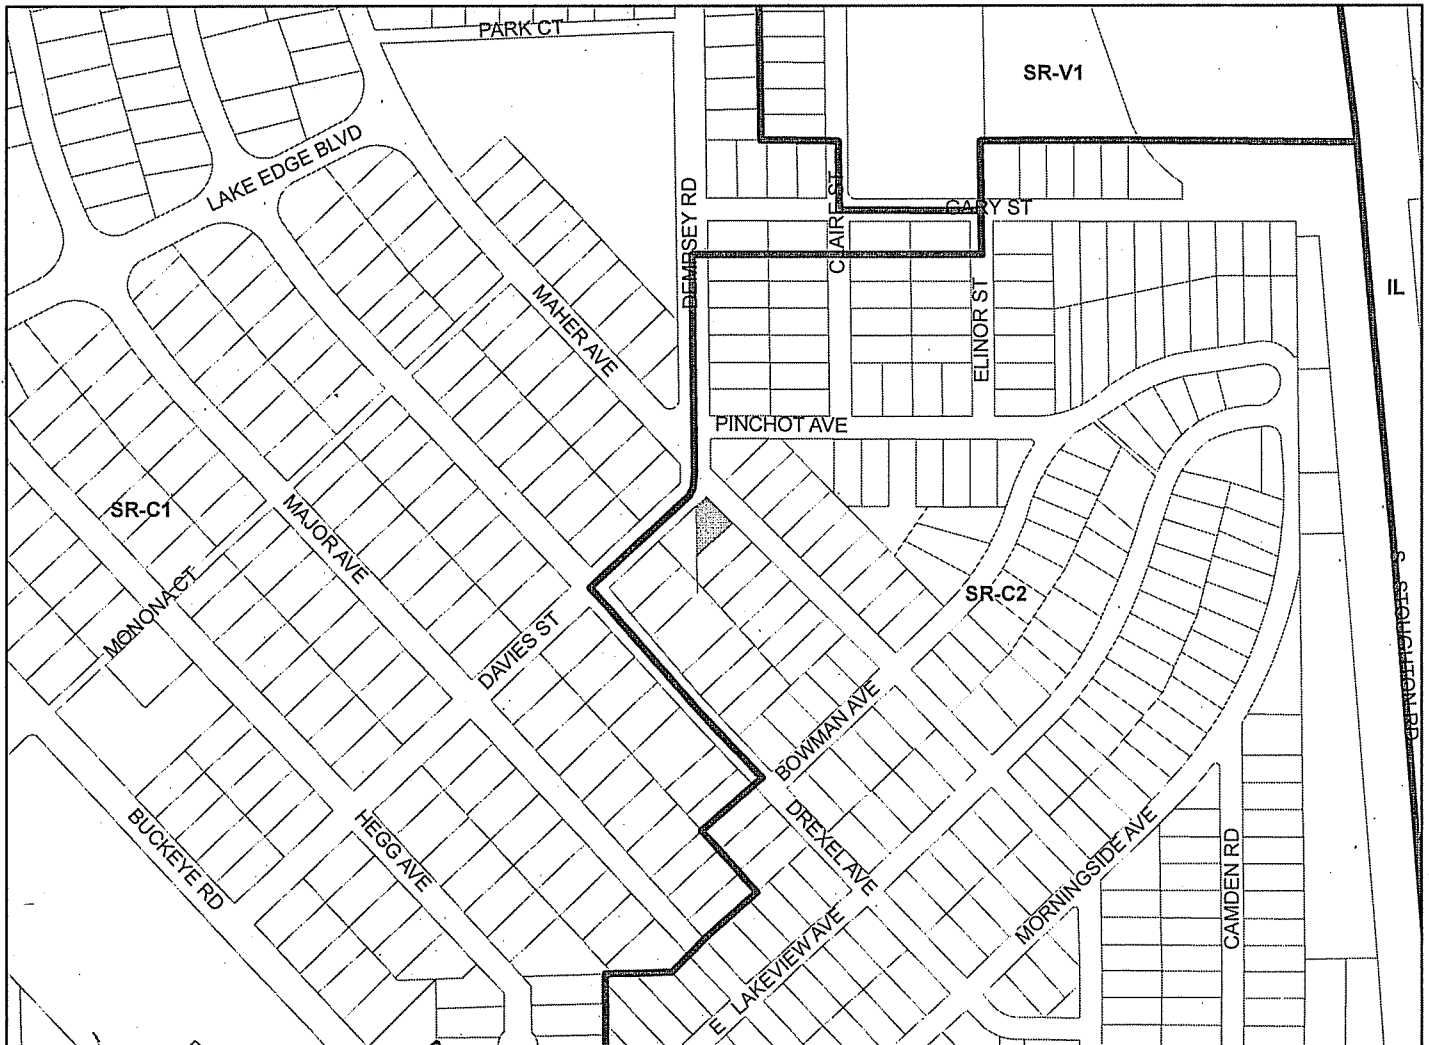 PARK CT
SR-V1
LAKE EDGE BLVD
DEMPSEY RD
CLAIRE ST
GARY ST
IL
MAHER AVE
ELINOR ST
PINCHOT AVE
SR-C1
MAJOR AVE
MONONA CT
DAVIES ST
SR-C2
S STOUGHTON RD
BOWMAN AVE
BUCKEYE RD
HEGG AVE
DREXEL AVE
MORNINGSIDE AVE
CAMDEN RD
E LAKEVIEW AVE